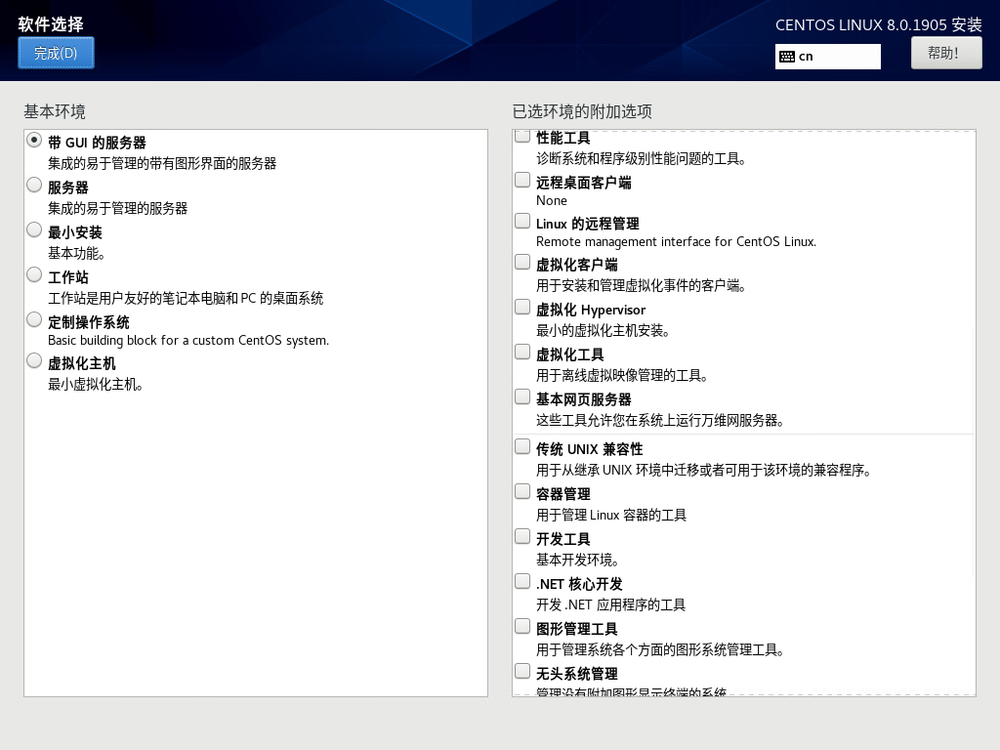 软件选择
CENTOS LINUX 8.0.1905 安装
完成(D)
cn
帮助!
基本环境
带 GUI 的服务器
集成的易于管理的带有图形界面的服务器
服务器
集成的易于管理的服务器
最小安装
基本功能。
工作站
工作站是用户友好的笔记本电脑和 PC 的桌面系统
定制操作系统
Basic building block for a custom CentOS system.
虚拟化主机
最小虚拟化主机。
已选环境的附加选项
性能工具
诊断系统和程序级别性能问题的工具。
远程桌面客户端
None
Linux 的远程管理
Remote management interface for CentOS Linux.
虚拟化客户端
用于安装和管理虚拟化事件的客户端。
虚拟化 Hypervisor
最小的虚拟化主机安装。
虚拟化工具
用于离线虚拟映像管理的工具。
基本网页服务器
这些工具允许您在系统上运行万维网服务器。
传统 UNIX 兼容性
用于从继承 UNIX 环境中迁移或者可用于该环境的兼容程序。
容器管理
用于管理 Linux 容器的工具
开发工具
基本开发环境。
.NET 核心开发
开发 .NET 应用程序的工具
图形管理工具
用于管理系统各个方面的图形系统管理工具。
无头系统管理
管理没有附加图形显示终端的系统